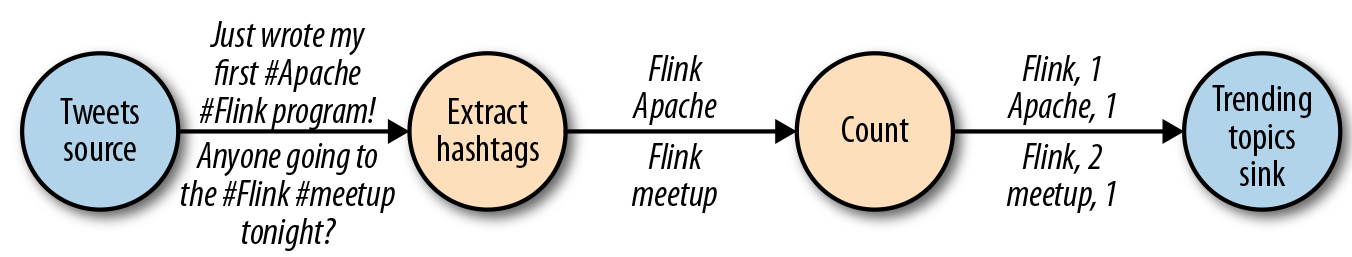 Tweets
source
Just wrote my
first #Apache
#Flink program!
Anyone going to
the #Flink #meetup
tonight?
Extract
hashtags
Flink
Apache
Flink
meetup
Count
Flink, 1
Apache, 1
Flink, 2
meetup, 1
Trending
topics
sink